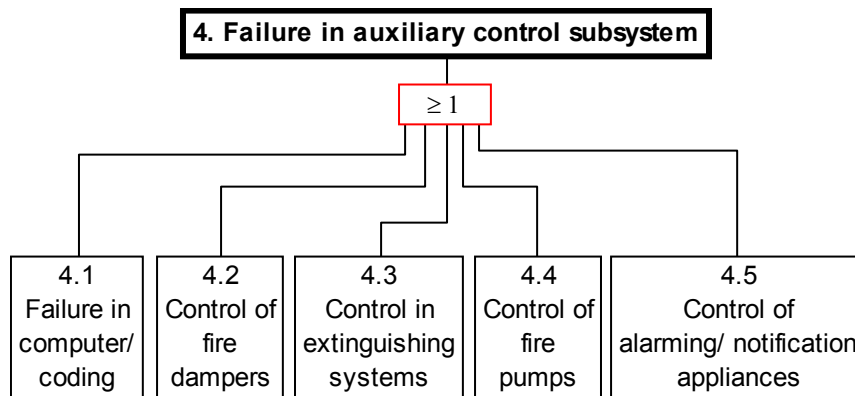 4. Failure in auxiliary control subsystem
≥ 1
4.1
Failure in
computer/
coding
4.2
Control of
fire
dampers
4.3
Control in
extinguishing
systems
4.4
Control of
fire
pumps
4.5
Control of
alarming/ notification
appliances